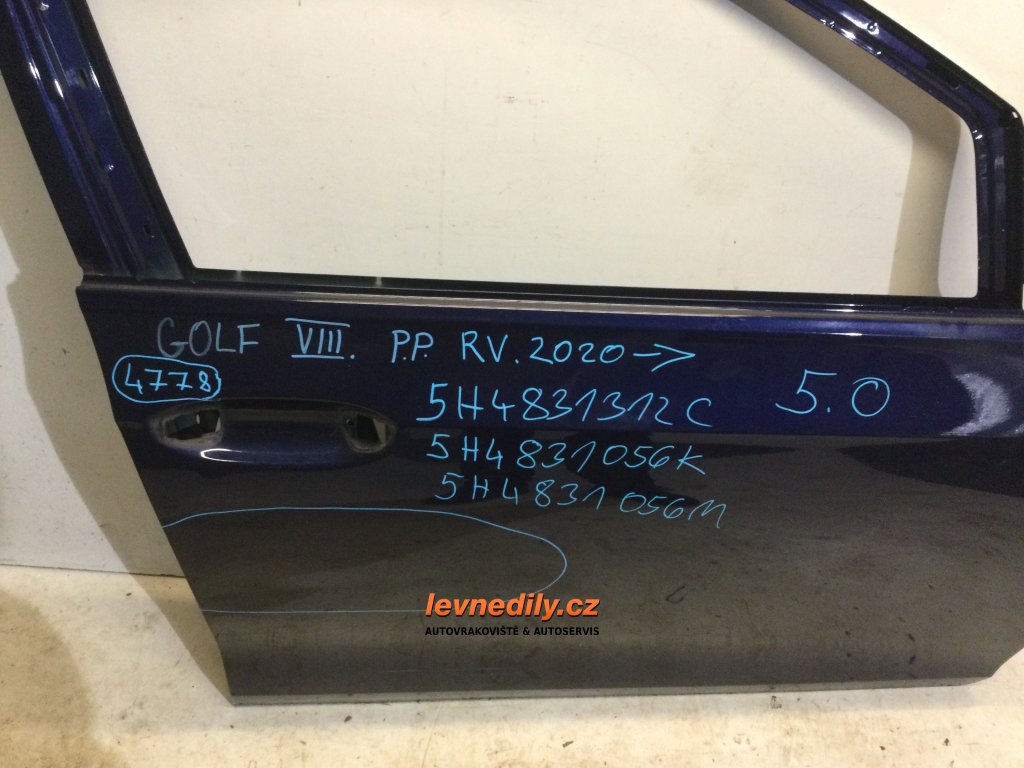 GOLF VIII. P.P. RV. 2020 →
4778
5H4831312C
5.0
5H4831056K
5H4831056M
levnedily.cz
AUTOVRAKOVIŠTĚ & AUTOSERVIS